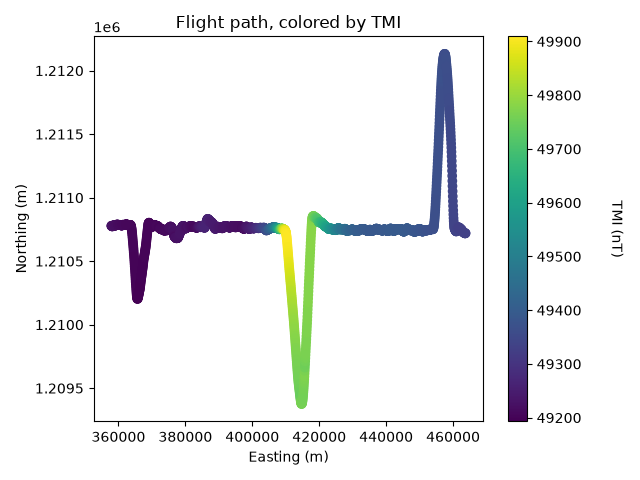 Flight path, colored by TMI
1e6
1.2120
1.2115
1.2110
1.2105
1.2100
1.2095
Northing (m)
360000 380000 400000 420000 440000 460000
Easting (m)
49900
49800
49700
49600
49500
49400
49300
49200
TMI (nT)